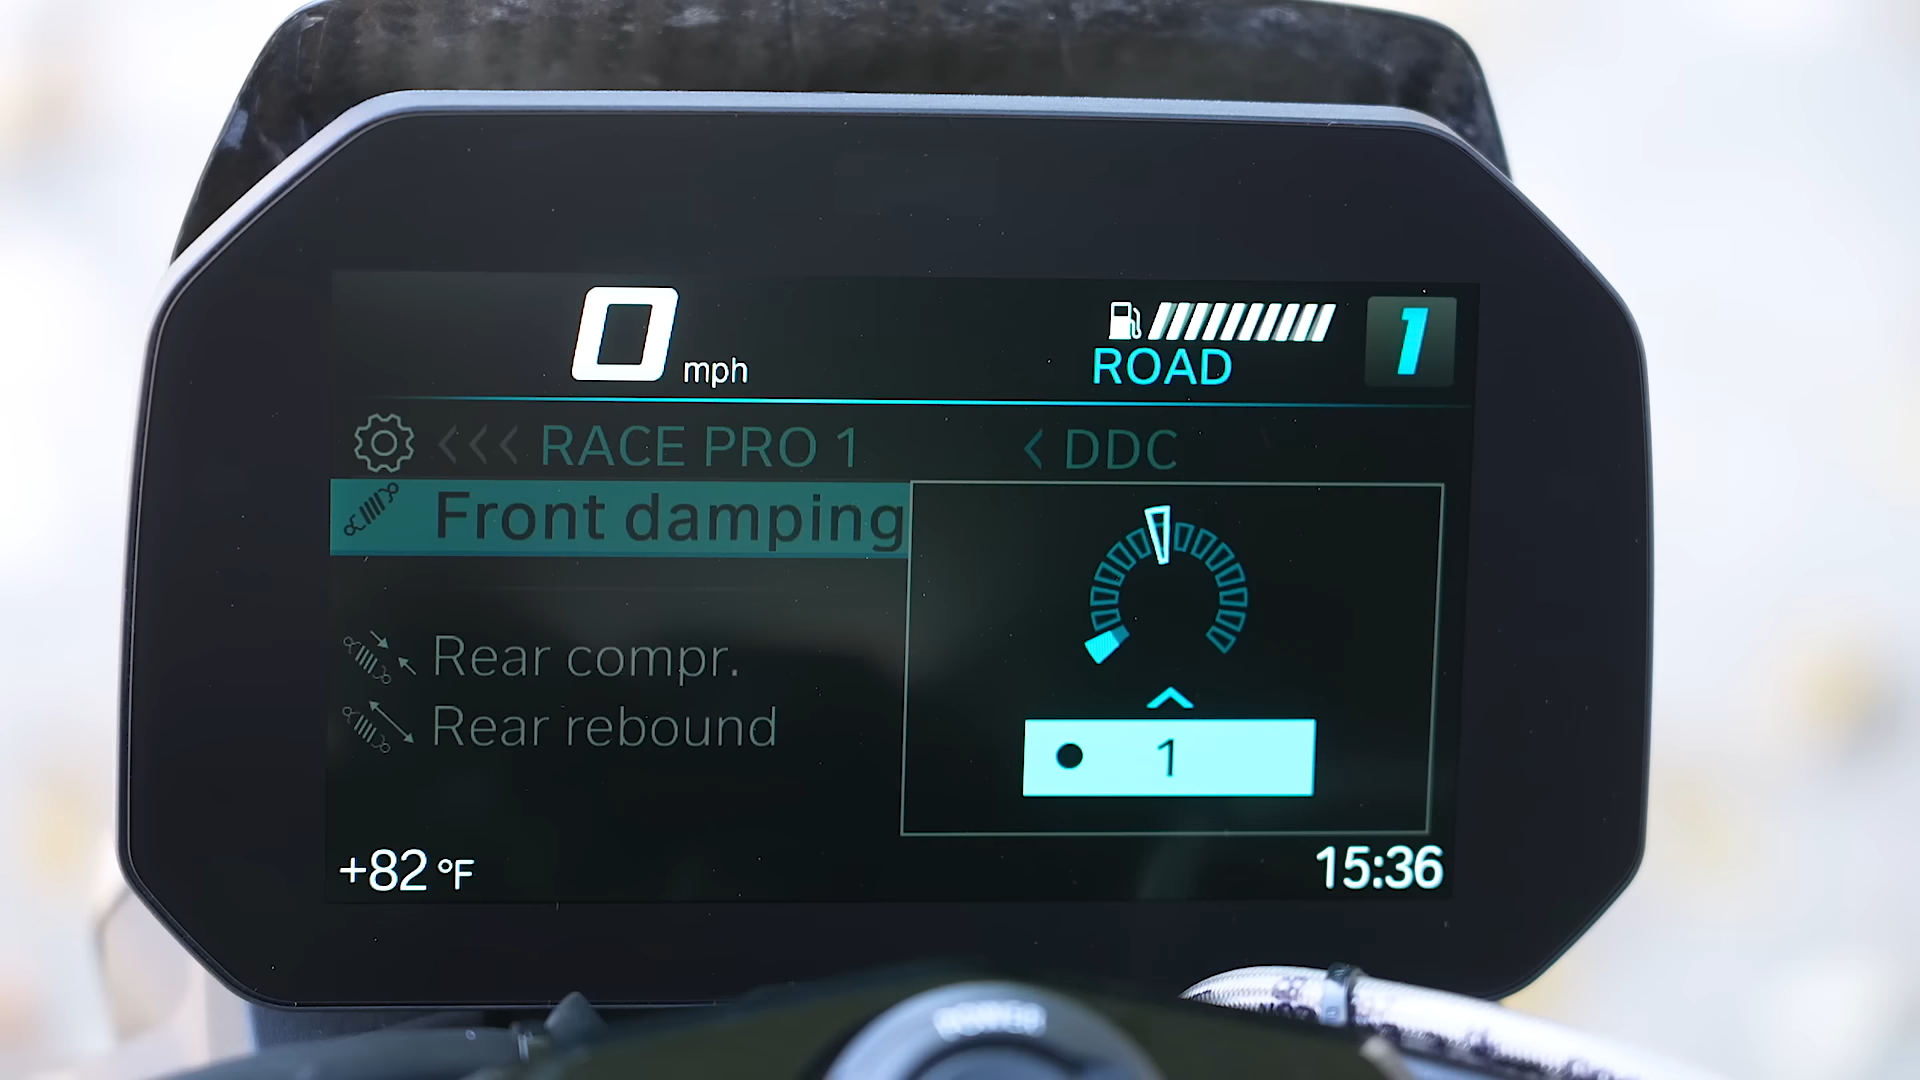 0 mph
ROAD
1
<<< RACE PRO 1 < DDC
Front damping
Rear compr.
Rear rebound
1
+82 °F
15:36